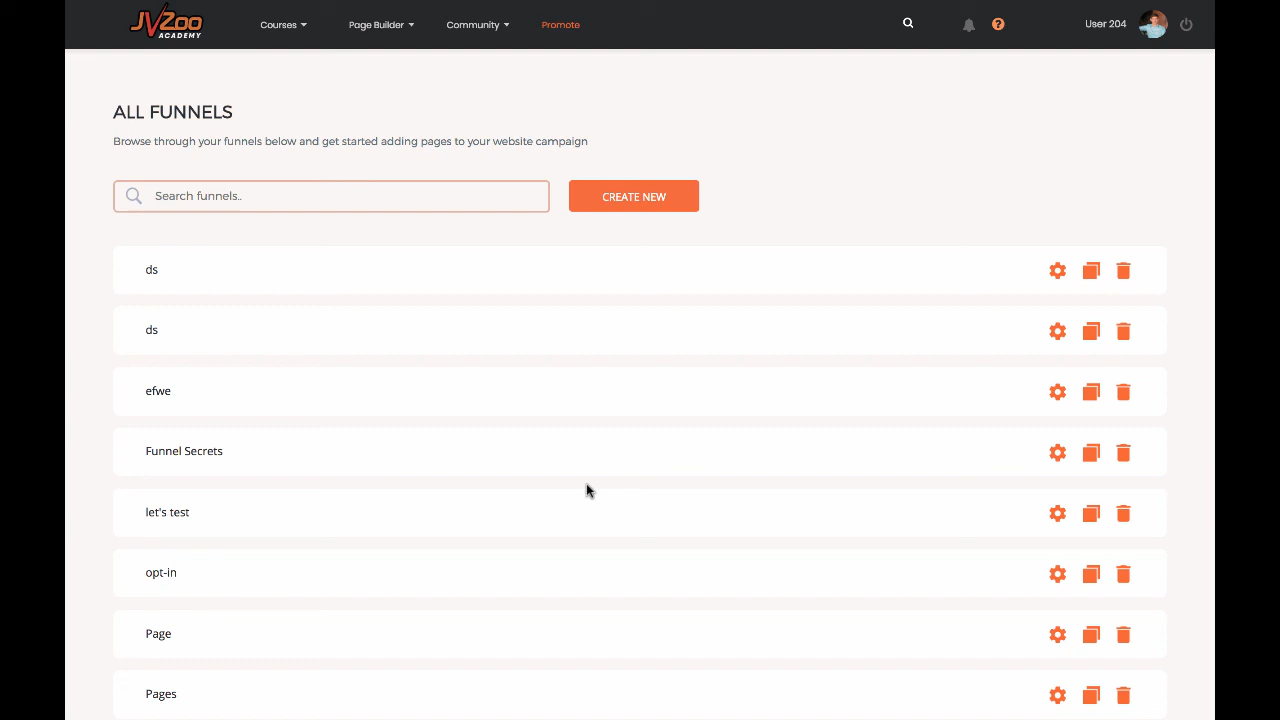 JVZoo
ACADEMY
Courses
Page Builder
Community
Promote
User 204
ALL FUNNELS
Browse through your funnels below and get started adding pages to your website campaign
Search funnels..
CREATE NEW
ds
ds
efwe
Funnel Secrets
let's test
opt-in
Page
Pages